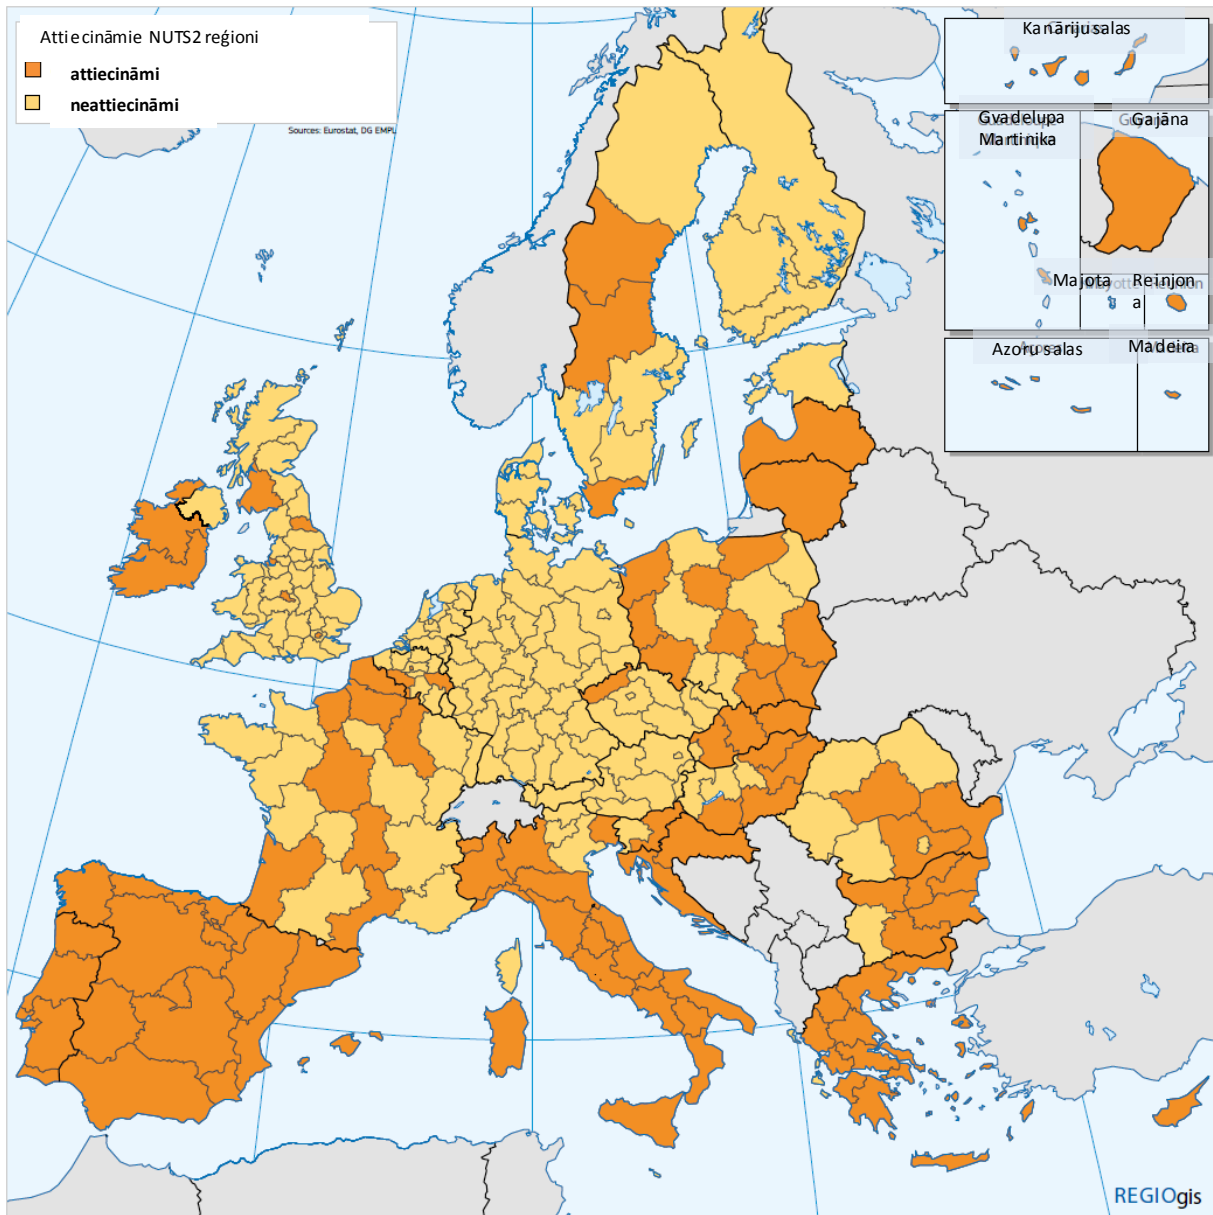 Attiecināmie NUTS2 reģioni
attiecināmi
neattiecināmi
Sources: Eurostat, DG EMPL
Kanāriju salas
Gvadelupa
Martinika
Gajāna
Majota
Reinjon
a
Azoru salas
Madeira
REGIOgis